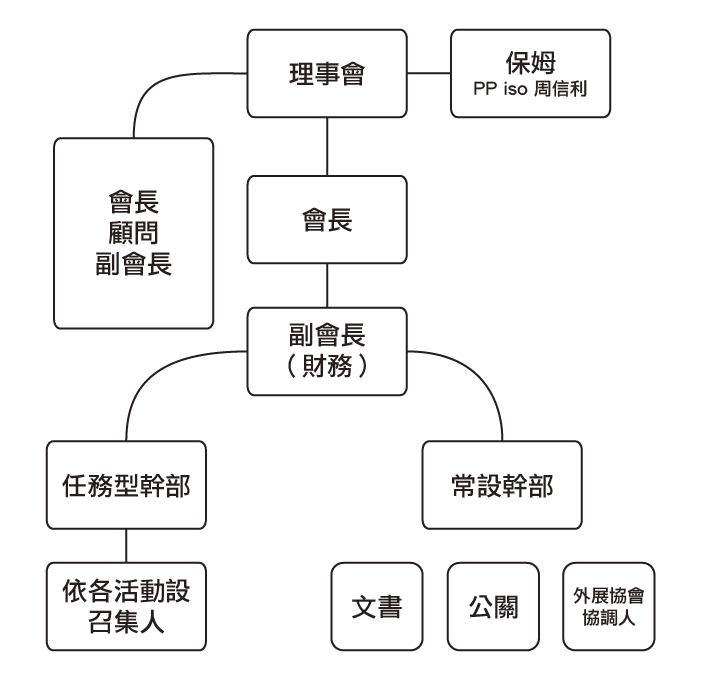 理事會
保姆
PP iso 周信利
會長
顧問
副會長
會長
副會長
（財務）
任務型幹部
常設幹部
依各活動設
召集人
文書
公關
外展協會
協調人